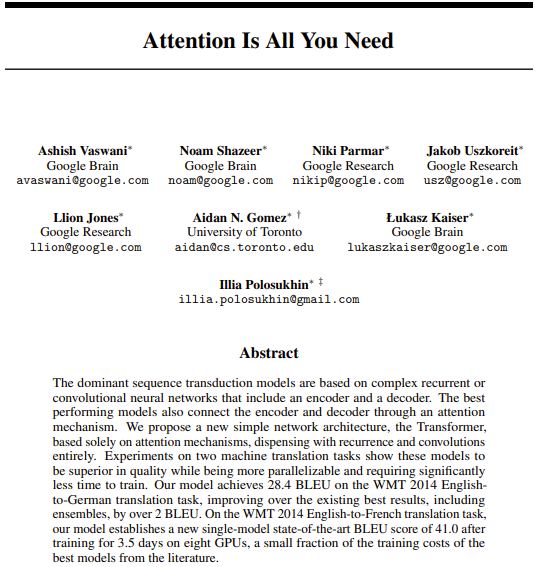 Attention Is All You Need
Ashish Vaswani* Noam Shazeer* Niki Parmar* Jakob Uszkoreit*
Google Brain Google Brain Google Research Google Research
avaswani@google.com noam@google.com nikip@google.com usz@google.com
Llion Jones* Aidan N. Gomez* † Łukasz Kaiser*
Google Research University of Toronto Google Brain
llion@google.com aidan@cs.toronto.edu lukaszkaiser@google.com
Illia Polosukhin* ‡
illia.polosukhin@gmail.com
Abstract
The dominant sequence transduction models are based on complex recurrent or
convolutional neural networks that include an encoder and a decoder. The best
performing models also connect the encoder and decoder through an attention
mechanism. We propose a new simple network architecture, the Transformer,
based solely on attention mechanisms, dispensing with recurrence and convolutions
entirely. Experiments on two machine translation tasks show these models to
be superior in quality while being more parallelizable and requiring significantly
less time to train. Our model achieves 28.4 BLEU on the WMT 2014 English-
to-German translation task, improving over the existing best results, including
ensembles, by over 2 BLEU. On the WMT 2014 English-to-French translation task,
our model establishes a new single-model state-of-the-art BLEU score of 41.0 after
training for 3.5 days on eight GPUs, a small fraction of the training costs of the
best models from the literature.